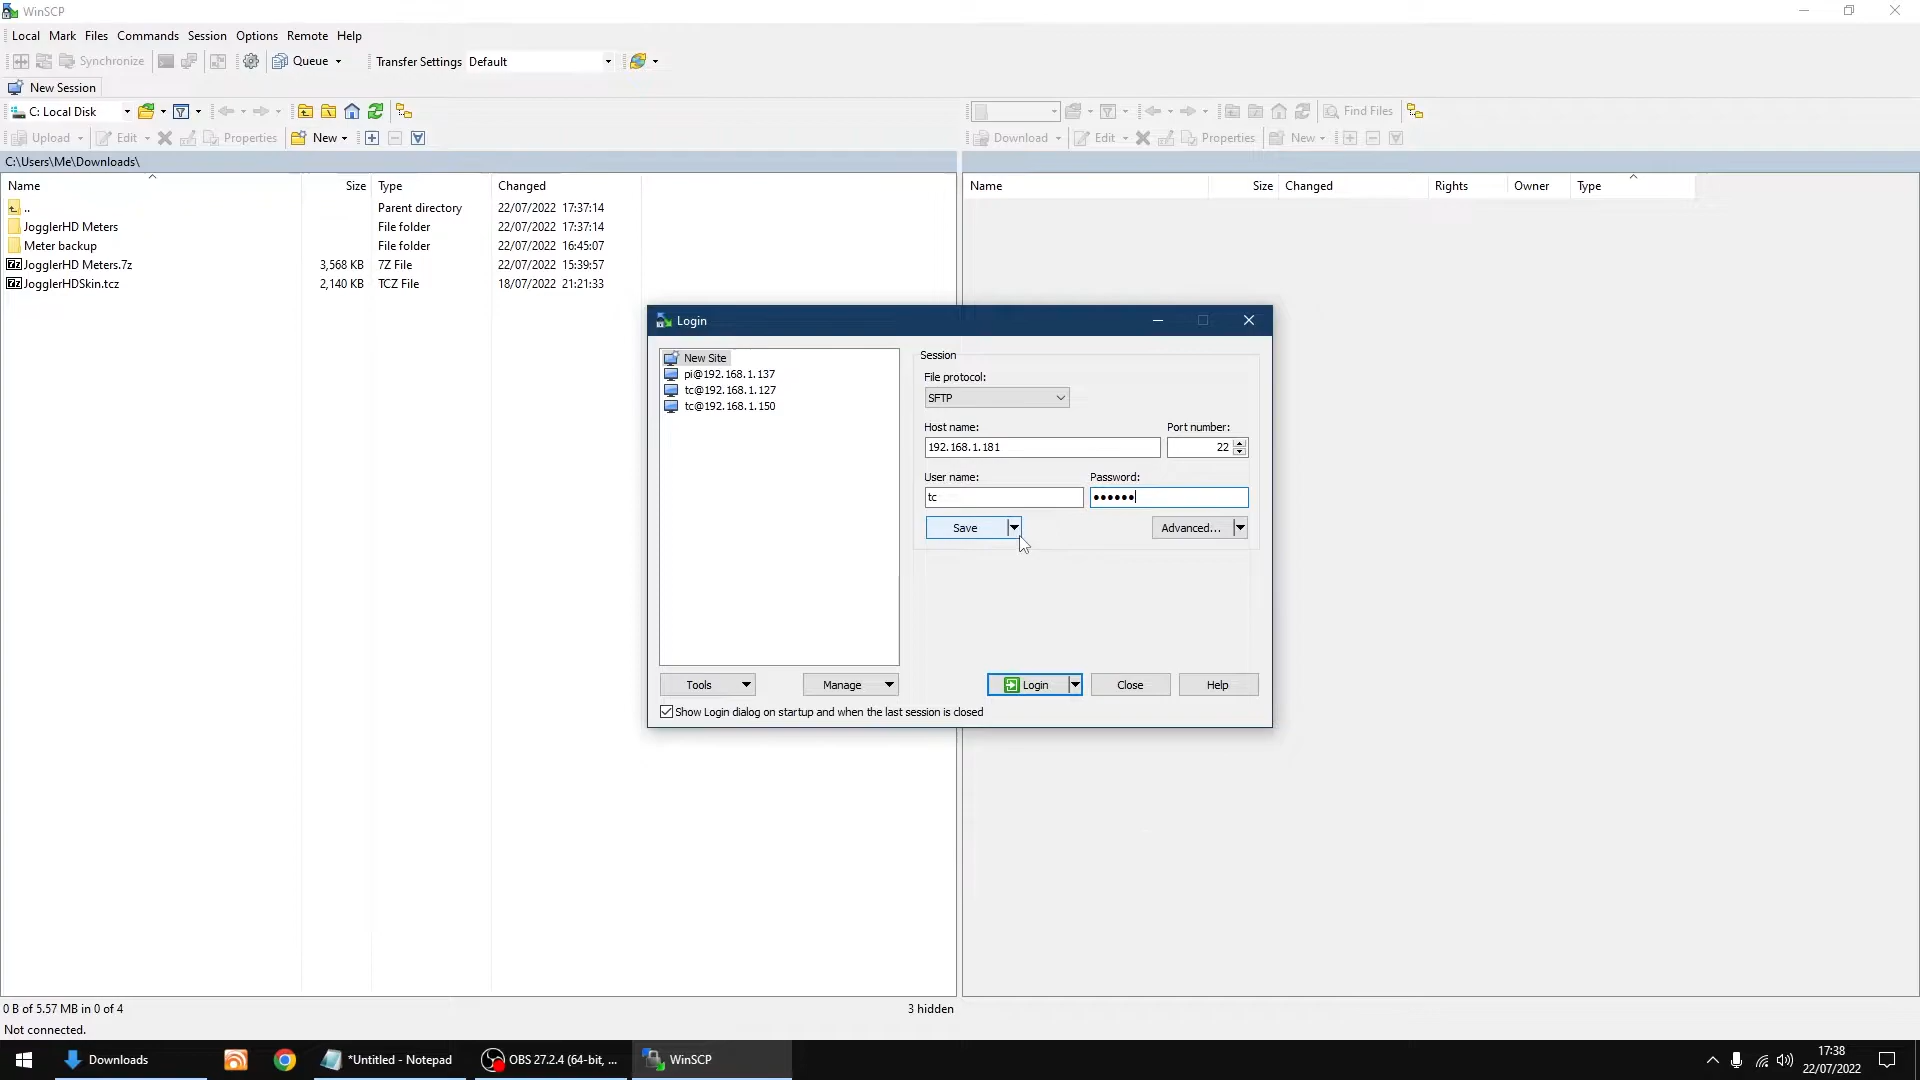 WinSCP
Local Mark Files Commands Session Options Remote Help
Synchronize Queue Transfer Settings Default
New Session
C: Local Disk Find Files
Upload Edit Properties New Download Edit Properties New
C:\Users\Me\Downloads\
Name Size Type Changed Name Size Changed Rights Owner Type
.. Parent directory 22/07/2022 17:37:14
JogglerHD Meters File folder 22/07/2022 17:37:14
Meter backup File folder 22/07/2022 16:45:07
7z JogglerHD Meters.7z 3,568 KB 7Z File 22/07/2022 15:39:57
7z JogglerHDSkin.tcz 2,140 KB TCZ File 18/07/2022 21:21:33
Login
New Site
pi@192.168.1.137
tc@192.168.1.127
tc@192.168.1.150
Session
File protocol:
SFTP
Host name: Port number:
192.168.1.181 22
User name: Password:
tc ••••••
Save Advanced...
Tools Manage Login Close Help
Show Login dialog on startup and when the last session is closed
0 B of 5.57 MB in 0 of 4 3 hidden
Not connected.
Downloads *Untitled - Notepad OBS 27.2.4 (64-bit, ... WinSCP 17:38
22/07/2022